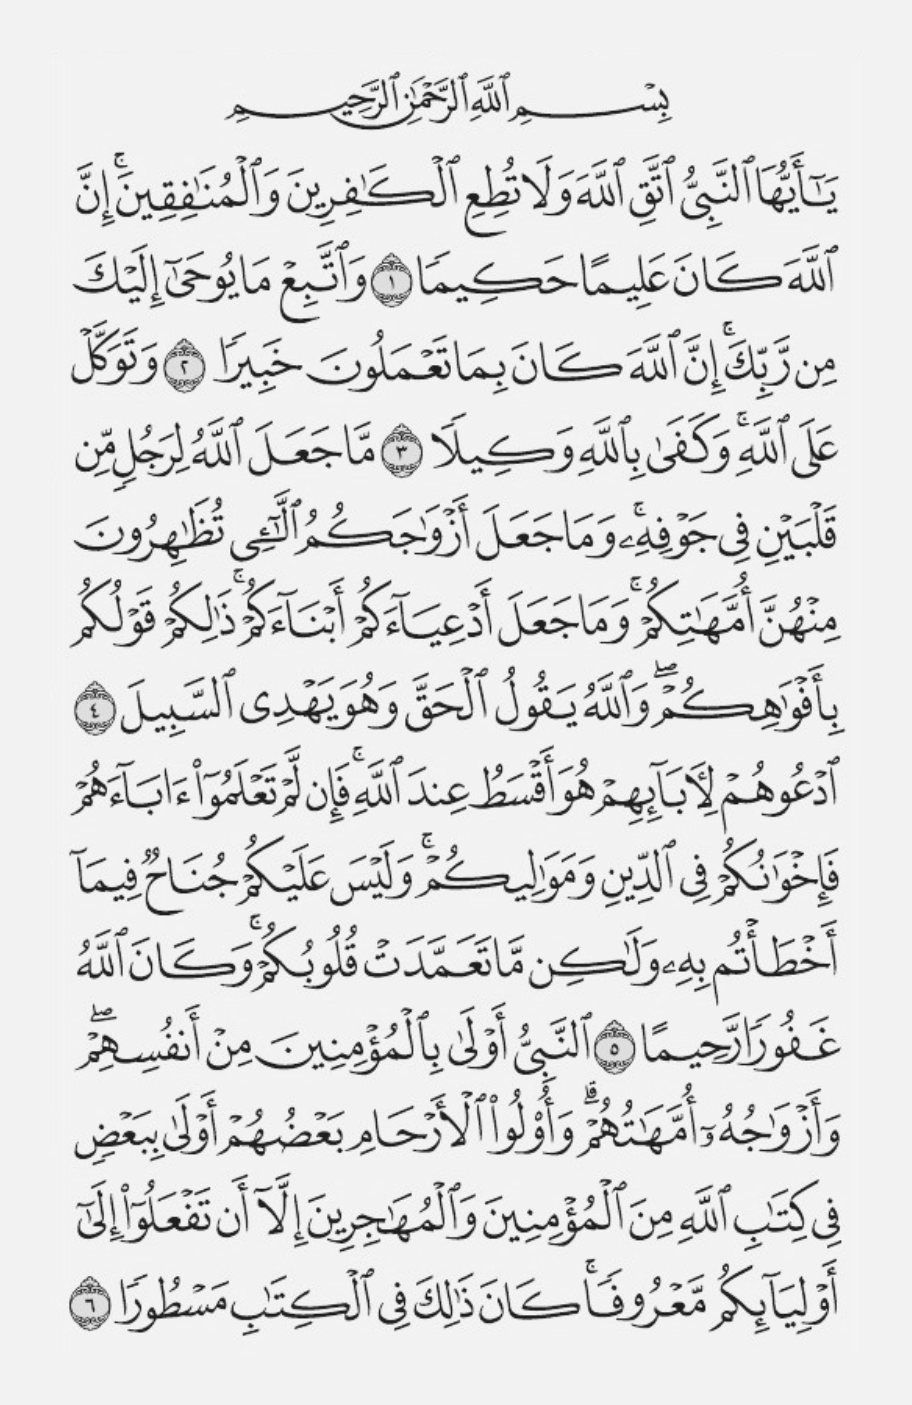 بِسْمِ ٱللَّهِ ٱلرَّحْمَٰنِ ٱلرَّحِيمِ
يَٰٓأَيُّهَا ٱلنَّبِىُّ ٱتَّقِ ٱللَّهَ وَلَا تُطِعِ ٱلْكَٰفِرِينَ وَٱلْمُنَٰفِقِينَ ۚ إِنَّ
ٱللَّهَ كَانَ عَلِيمًا حَكِيمًا ١ وَٱتَّبِعْ مَا يُوحَىٰٓ إِلَيْكَ
مِن رَّبِّكَ ۚ إِنَّ ٱللَّهَ كَانَ بِمَا تَعْمَلُونَ خَبِيرًا ٢ وَتَوَكَّلْ
عَلَى ٱللَّهِ ۚ وَكَفَىٰ بِٱللَّهِ وَكِيلًا ٣ مَّا جَعَلَ ٱللَّهُ لِرَجُلٍ مِّن
قَلْبَيْنِ فِى جَوْفِهِۦ ۚ وَمَا جَعَلَ أَزْوَٰجَكُمُ ٱلَّٰٓـِٔى تُظَٰهِرُونَ
مِنْهُنَّ أُمَّهَٰتِكُمْ ۚ وَمَا جَعَلَ أَدْعِيَآءَكُمْ أَبْنَآءَكُمْ ۚ ذَٰلِكُمْ قَوْلُكُم
بِأَفْوَٰهِكُمْ ۖ وَٱللَّهُ يَقُولُ ٱلْحَقَّ وَهُوَ يَهْدِى ٱلسَّبِيلَ ٤
ٱدْعُوهُمْ لِـَٔابَآئِهِمْ هُوَ أَقْسَطُ عِندَ ٱللَّهِ ۚ فَإِن لَّمْ تَعْلَمُوٓا۟ ءَابَآءَهُمْ
فَإِخْوَٰنُكُمْ فِى ٱلدِّينِ وَمَوَٰلِيكُمْ ۚ وَلَيْسَ عَلَيْكُمْ جُنَاحٌ فِيمَآ
أَخْطَأْتُم بِهِۦ وَلَٰكِن مَّا تَعَمَّدَتْ قُلُوبُكُمْ ۚ وَكَانَ ٱللَّهُ
غَفُورًا رَّحِيمًا ٥ ٱلنَّبِىُّ أَوْلَىٰ بِٱلْمُؤْمِنِينَ مِنْ أَنفُسِهِمْ ۖ
وَأَزْوَٰجُهُۥٓ أُمَّهَٰتُهُمْ ۗ وَأُو۟لُوا۟ ٱلْأَرْحَامِ بَعْضُهُمْ أَوْلَىٰ بِبَعْضٍ
فِى كِتَٰبِ ٱللَّهِ مِنَ ٱلْمُؤْمِنِينَ وَٱلْمُهَٰجِرِينَ إِلَّآ أَن تَفْعَلُوٓا۟ إِلَىٰٓ
أَوْلِيَآئِكُم مَّعْرُوفًا ۚ كَانَ ذَٰلِكَ فِى ٱلْكِتَٰبِ مَسْطُورًا ٦